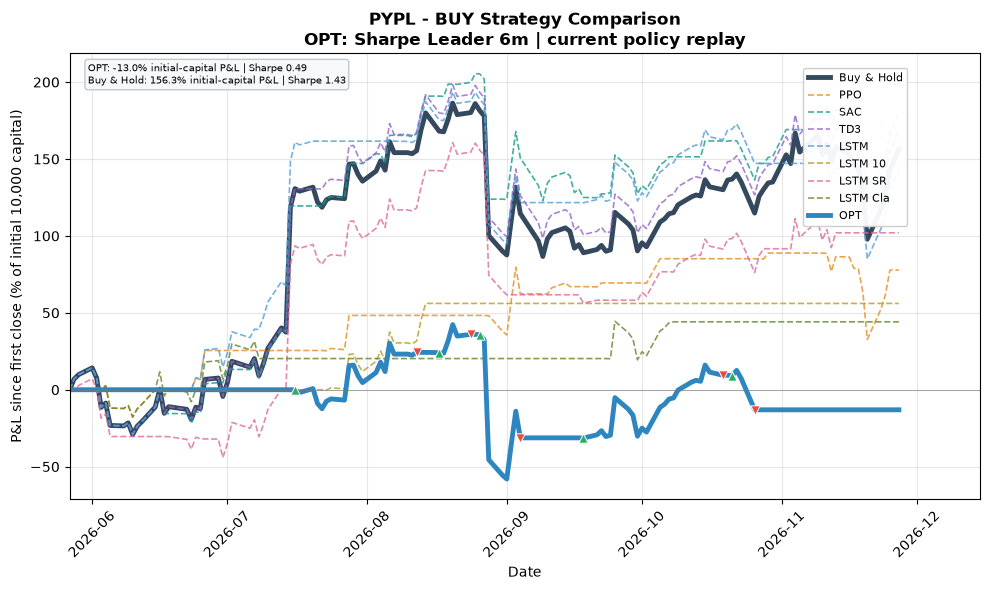 PYPL - BUY Strategy Comparison
OPT: Sharpe Leader 6m | current policy replay
OPT: -13.0% initial-capital P&L | Sharpe 0.49
Buy & Hold: 156.3% initial-capital P&L | Sharpe 1.43
Buy & Hold
PPO
SAC
TD3
LSTM
LSTM 10
LSTM SR
LSTM Cla
OPT
P&L since first close (% of initial 10,000 capital)
200
150
100
50
0
−50
2026-06
2026-07
2026-08
2026-09
2026-10
2026-11
2026-12
Date